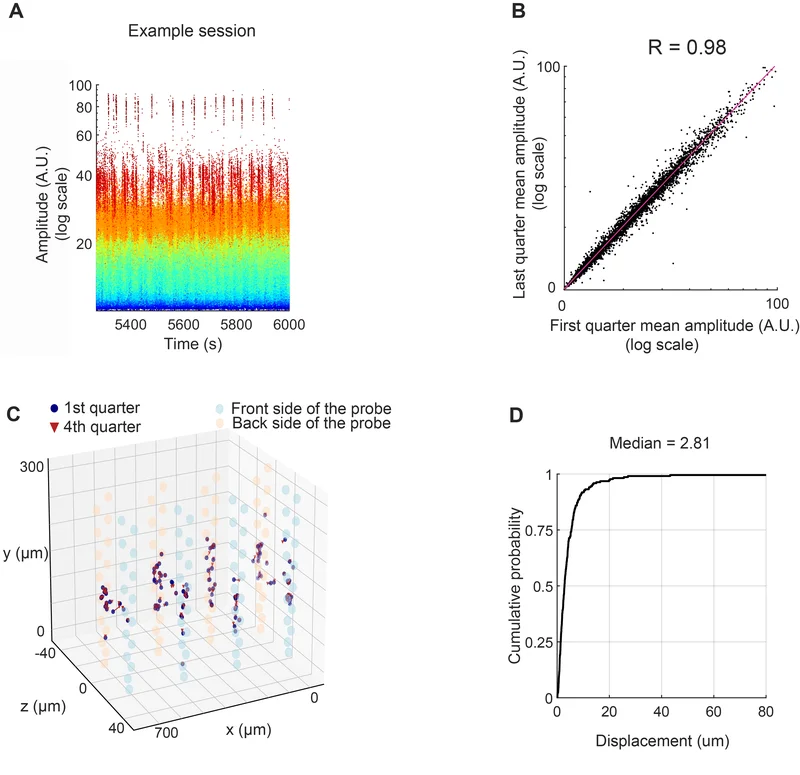 A
Example session
Amplitude (A.U.)
(log scale)
100
80
60
40
20
5400 5600 5800 6000
Time (s)
B
R = 0.98
Last quarter mean amplitude (A.U.)
(log scale)
100
0
0 100
First quarter mean amplitude (A.U.)
(log scale)
C
1st quarter
4th quarter
Front side of the probe
Back side of the probe
300
y (µm)
0
-40
0
z (µm)
40
700
x (µm)
0
D
Median = 2.81
Cumulative probability
1
0.75
0.5
0.25
0
0 20 40 60 80
Displacement (um)